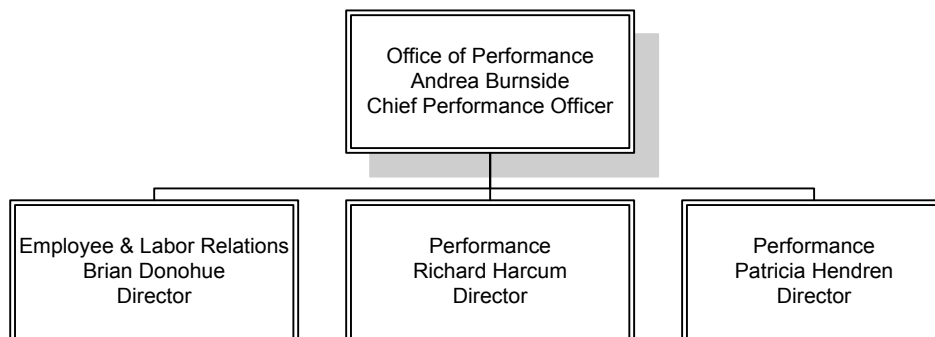 Office of Performance
Andrea Burnside
Chief Performance Officer
Employee & Labor Relations
Brian Donohue
Director
Performance
Richard Harcum
Director
Performance
Patricia Hendren
Director